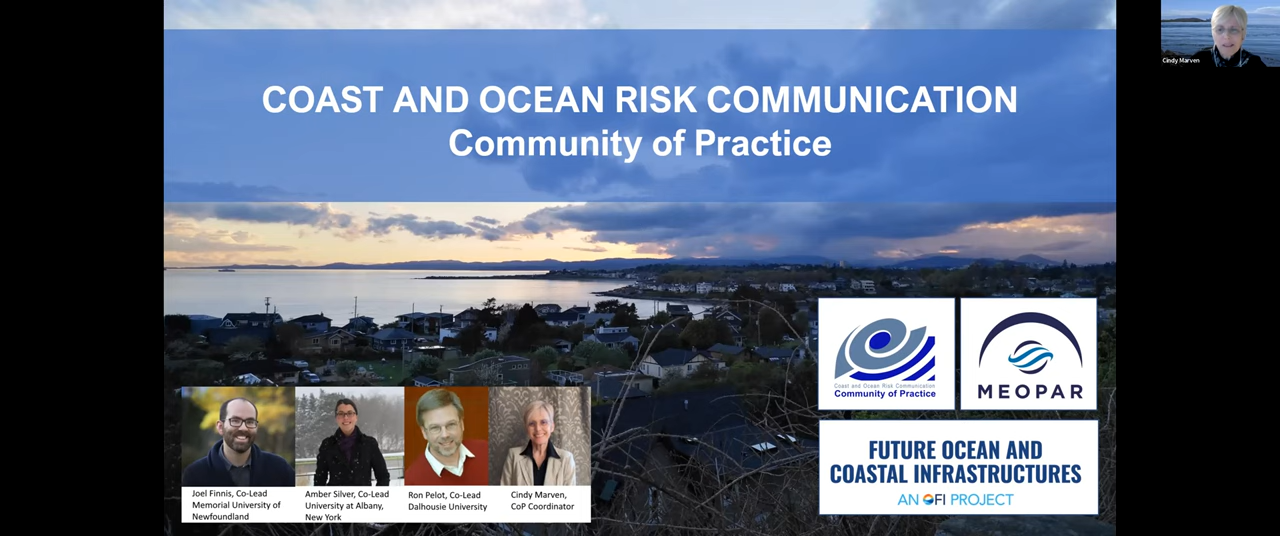 COAST AND OCEAN RISK COMMUNICATION
Community of Practice
Cindy Marven
Coast and Ocean Risk Communication
Community of Practice
MEOPAR
FUTURE OCEAN AND
COASTAL INFRASTRUCTURES
AN OFI PROJECT
Joel Finnis, Co-Lead
Memorial University of
Newfoundland
Amber Silver, Co-Lead
University at Albany,
New York
Ron Pelot, Co-Lead
Dalhousie University
Cindy Marven,
CoP Coordinator